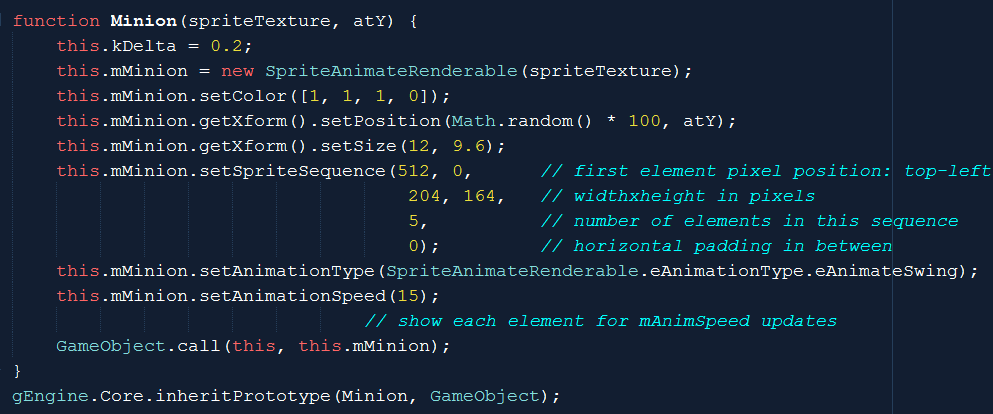 function Minion(spriteTexture, atY) {
    this.kDelta = 0.2;
    this.mMinion = new SpriteAnimateRenderable(spriteTexture);
    this.mMinion.setColor([1, 1, 1, 0]);
    this.mMinion.getXform().setPosition(Math.random() * 100, atY);
    this.mMinion.getXform().setSize(12, 9.6);
    this.mMinion.setSpriteSequence(512, 0,      // first element pixel position: top-left
                                    204, 164,   // widthxheight in pixels
                                    5,          // number of elements in this sequence
                                    0);         // horizontal padding in between
    this.mMinion.setAnimationType(SpriteAnimateRenderable.eAnimationType.eAnimateSwing);
    this.mMinion.setAnimationSpeed(15);
                                // show each element for mAnimSpeed updates
    GameObject.call(this, this.mMinion);
}
gEngine.Core.inheritPrototype(Minion, GameObject);